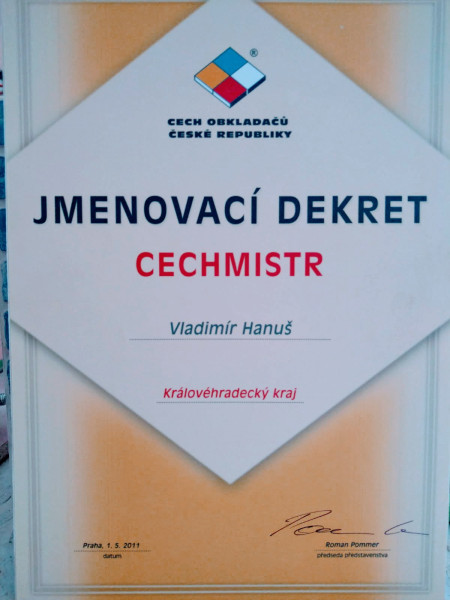 ®
CECH OBKLADAČŮ
ČESKÉ REPUBLIKY
JMENOVACÍ DEKRET
CECHMISTR
Vladimír Hanuš
Královéhradecký kraj
Praha, 1. 5. 2011
datum
Roman Pommer
předseda představenstva